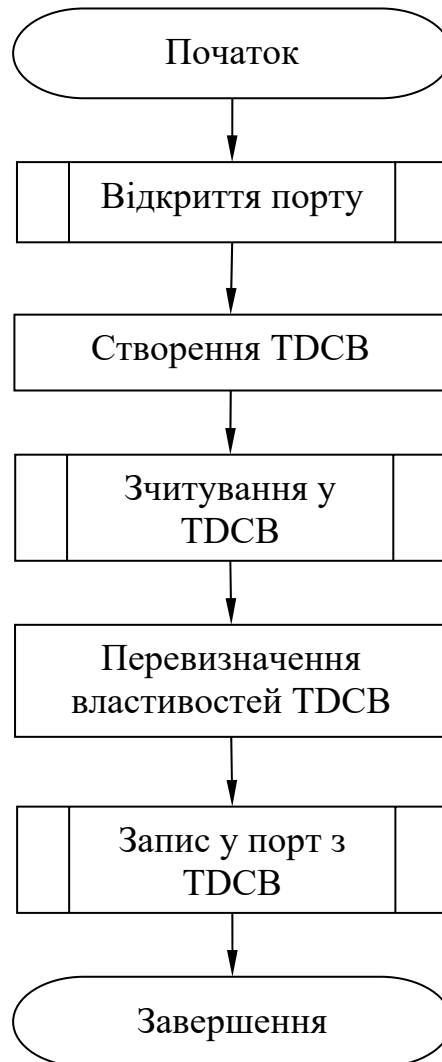 Початок
Відкриття порту
Створення TDCB
Зчитування у
TDCB
Перевизначення
властивостей TDCB
Запис у порт з
TDCB
Завершення